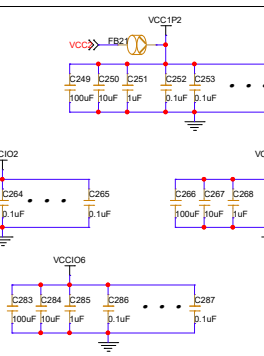 VCC1P2
VCC
FB21
C249 C250 C251 C252 C253
100uF 10uF 1uF 0.1uF 0.1uF
CIO2
C264 C265
0.1uF 0.1uF
C266 C267 C268
100uF 10uF 1uF
VCCIO6
C283 C284 C285 C286 C287
100uF 10uF 1uF 0.1uF 0.1uF